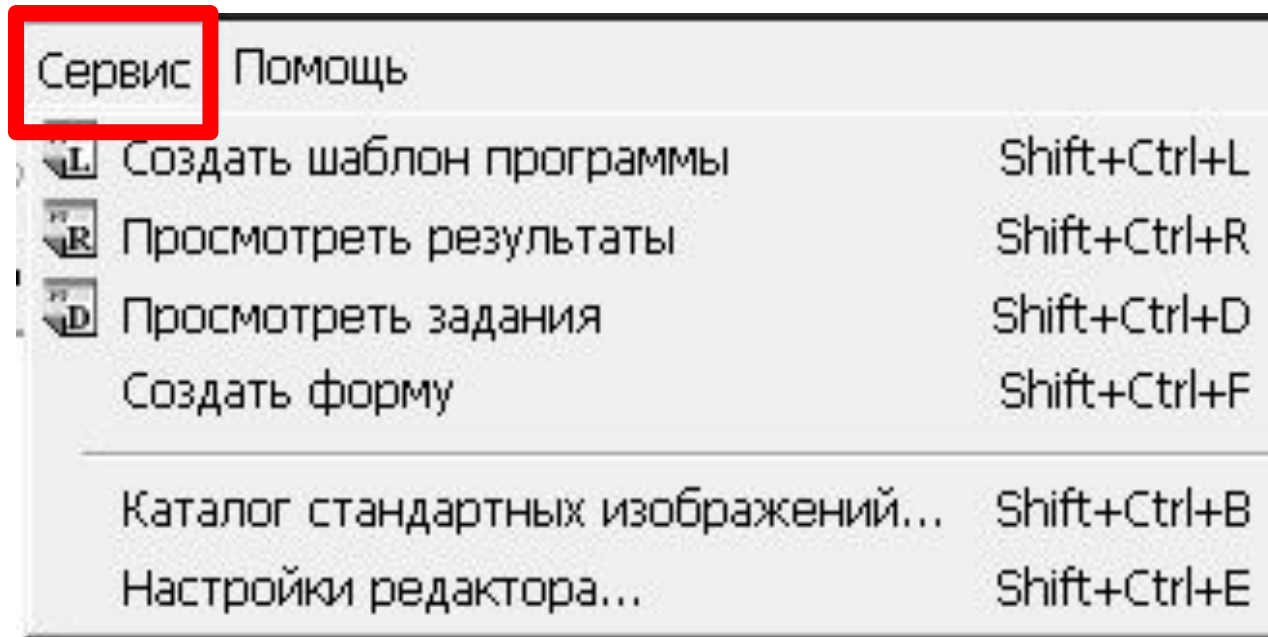 Сервис Помощь
L Создать шаблон программы Shift+Ctrl+L
R Просмотреть результаты Shift+Ctrl+R
D Просмотреть задания Shift+Ctrl+D
Создать форму Shift+Ctrl+F
Каталог стандартных изображений... Shift+Ctrl+B
Настройки редактора... Shift+Ctrl+E